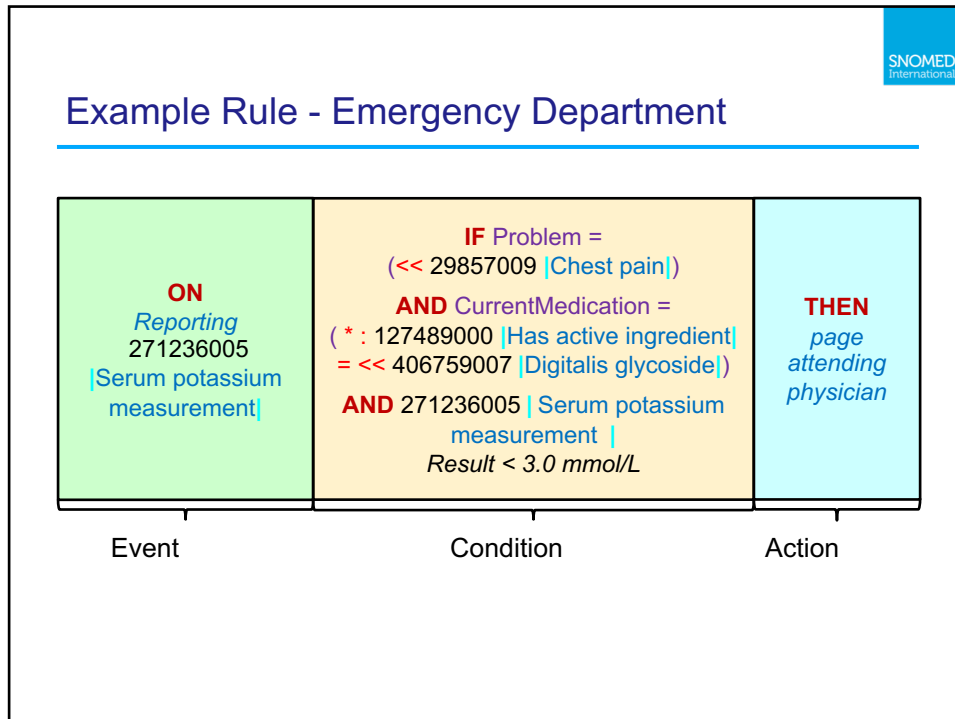 SNOMED
International
Example Rule - Emergency Department
ON
Reporting
271236005
|Serum potassium
measurement|
IF Problem =
(<< 29857009 |Chest pain|)
AND CurrentMedication =
( * : 127489000 |Has active ingredient|
= << 406759007 |Digitalis glycoside|)
AND 271236005 | Serum potassium
measurement |
Result < 3.0 mmol/L
THEN
page
attending
physician
Event
Condition
Action